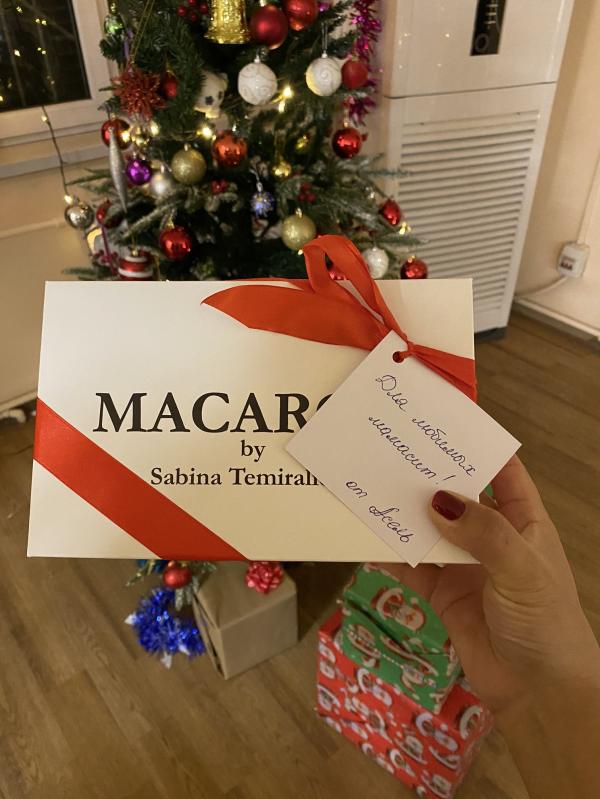 MACARO
by
Sabina Temirali
Для любимых
мамасит!
от Асель